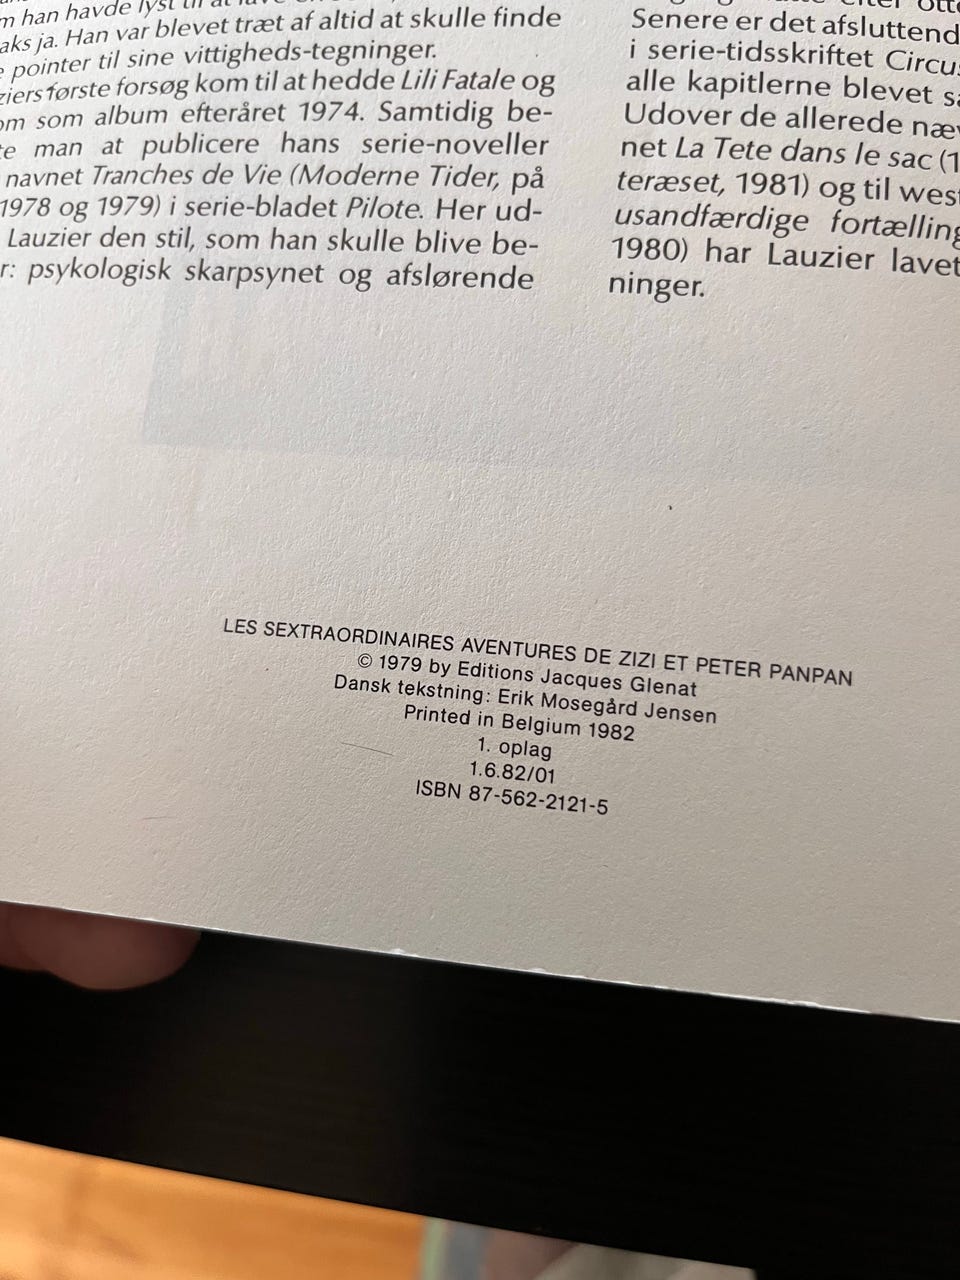 m han havde lyst til at lave
aks ja. Han var blevet træt af altid at skulle finde
pointer til sine vittigheds-tegninger.
ziers første forsøg kom til at hedde Lili Fatale og
om som album efteråret 1974. Samtidig be-
te man at publicere hans serie-noveller
navnet Tranches de Vie (Moderne Tider, på
1978 og 1979) i serie-bladet Pilote. Her ud-
Lauzier den stil, som han skulle blive be-
r: psykologisk skarpsynet og afslørende
Senere er det afsluttend
i serie-tidsskriftet Circus
alle kapitlerne blevet sa
Udover de allerede næv
net La Tete dans le sac (1
teræset, 1981) og til west
usandfærdige fortælling
1980) har Lauzier lavet
ninger.
LES SEXTRAORDINAIRES AVENTURES DE ZIZI ET PETER PANPAN
© 1979 by Editions Jacques Glenat
Dansk tekstning: Erik Mosegård Jensen
Printed in Belgium 1982
1. oplag
1.6.82/01
ISBN 87-562-2121-5